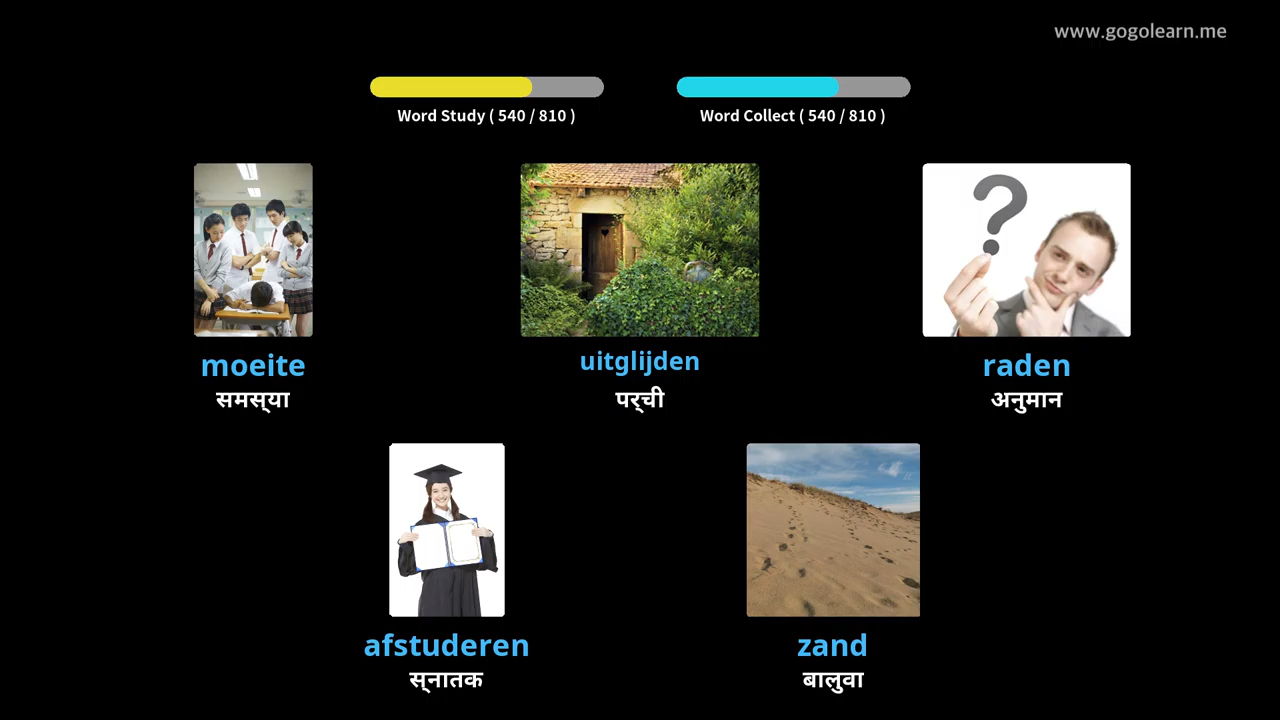 www.gogolearn.me
Word Study ( 540 / 810 )
Word Collect ( 540 / 810 )
moeite
समस्या
uitglijden
पर्ची
raden
अनुमान
afstuderen
स्नातक
zand
बालुवा